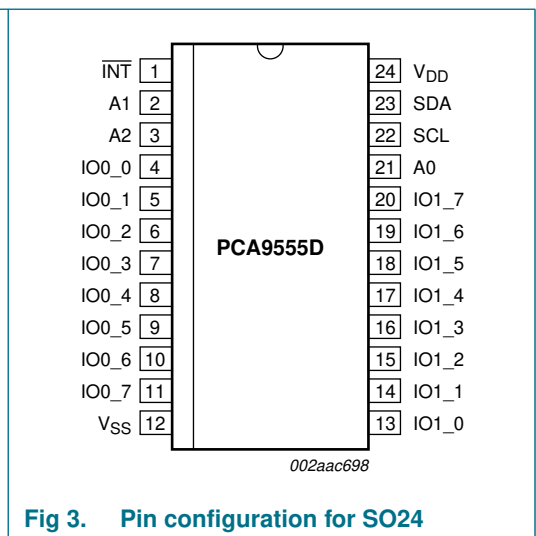 INT 1 24 VDD
A1 2 23 SDA
A2 3 22 SCL
IO0_0 4 21 A0
IO0_1 5 20 IO1_7
IO0_2 6 19 IO1_6
PCA9555D
IO0_3 7 18 IO1_5
IO0_4 8 17 IO1_4
IO0_5 9 16 IO1_3
IO0_6 10 15 IO1_2
IO0_7 11 14 IO1_1
VSS 12 13 IO1_0
002aac698
Fig 3. Pin configuration for SO24